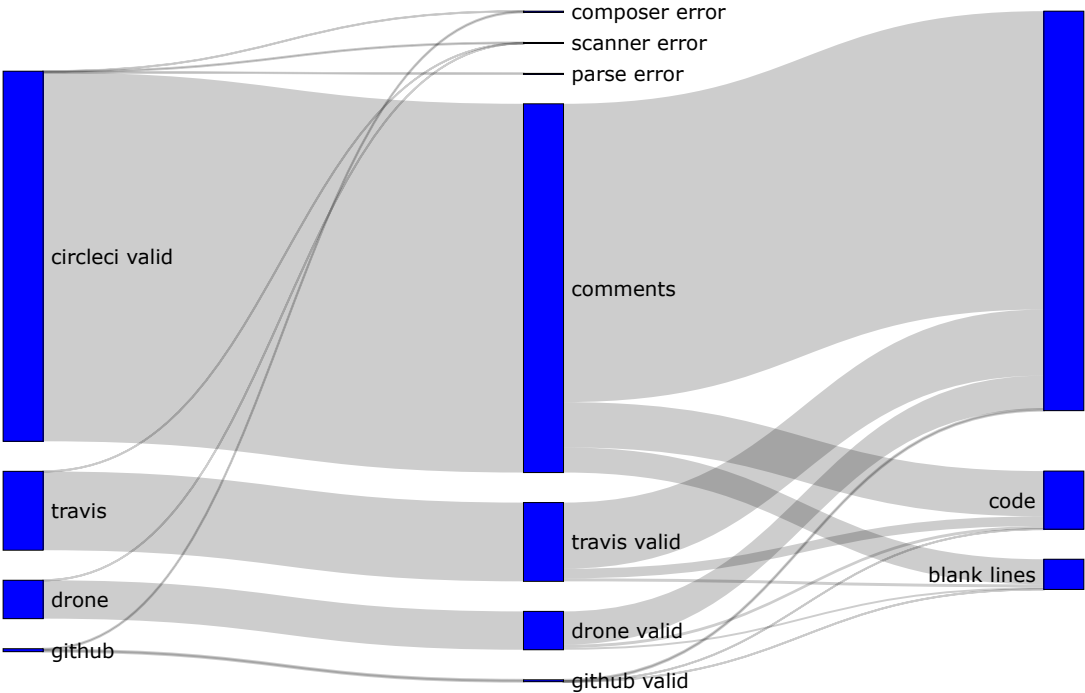 composer error
scanner error
parse error
circleci valid
comments
travis
travis valid
code
blank lines
drone
drone valid
github
github valid